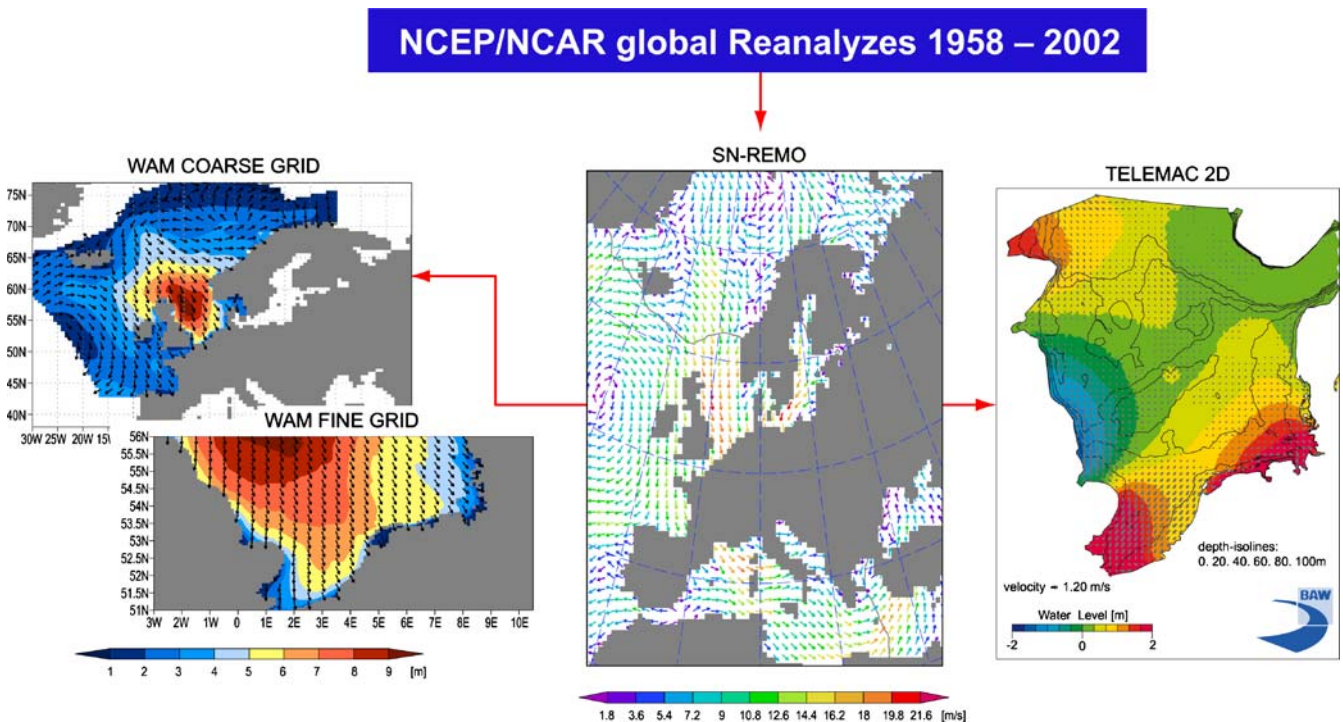 NCEP/NCAR global Reanalyzes 1958 – 2002
WAM COARSE GRID
75N
70N
65N
60N
55N
50N
45N
40N
30W 25W 20W
WAM FINE GRID
56N
55.5N
55N
54.5N
54N
53.5N
53N
52.5N
52N
51.5N
51N
3W 2W 1W 0 1E 2E 3E 4E 5E 6E 7E 8E 9E 10E
1 2 3 4 5 6 7 8 9 [m]
SN-REMO
1.8 3.6 5.4 7.2 9 10.8 12.6 14.4 16.2 18 19.8 21.6 [m/s]
TELEMAC 2D
depth-isolines:
0. 20. 40. 60. 80. 100m
velocity = 1.20 m/s
Water Level [m]
-2 0 2
BAW